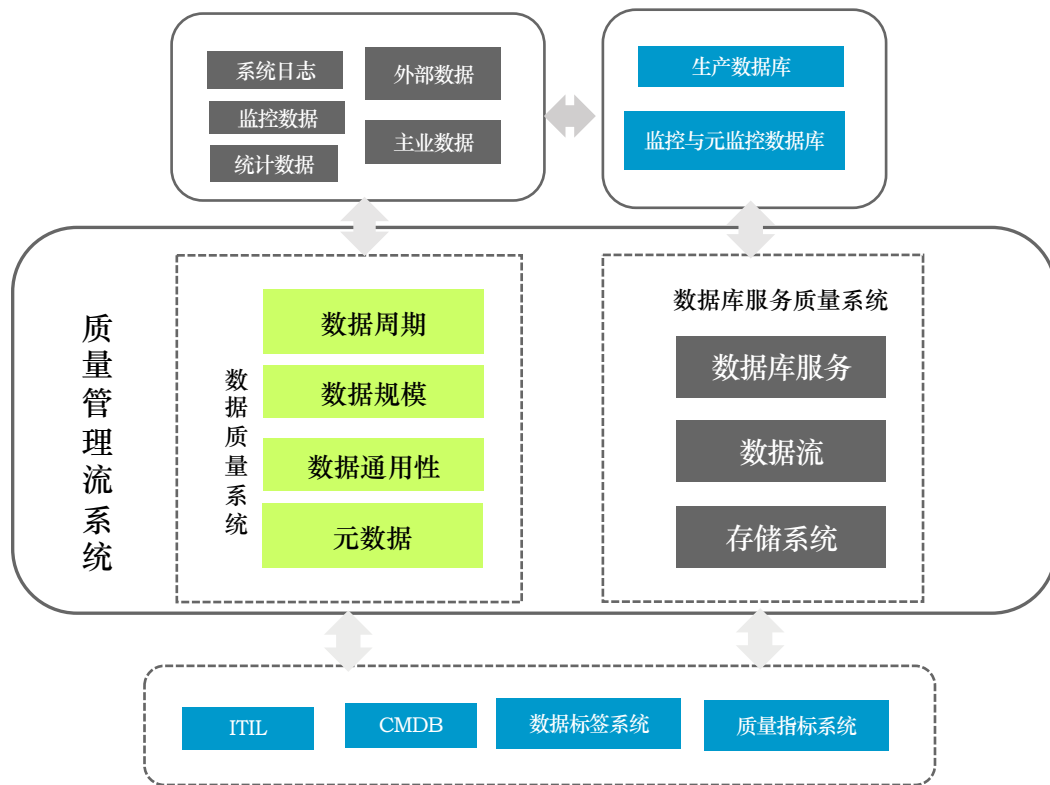 系统日志
监控数据
统计数据
外部数据
主业数据
生产数据库
监控与元监控数据库
质量管理流系统
数据质量系统
数据周期
数据规模
数据通用性
元数据
数据库服务质量系统
数据库服务
数据流
存储系统
ITIL
CMDB
数据标签系统
质量指标系统